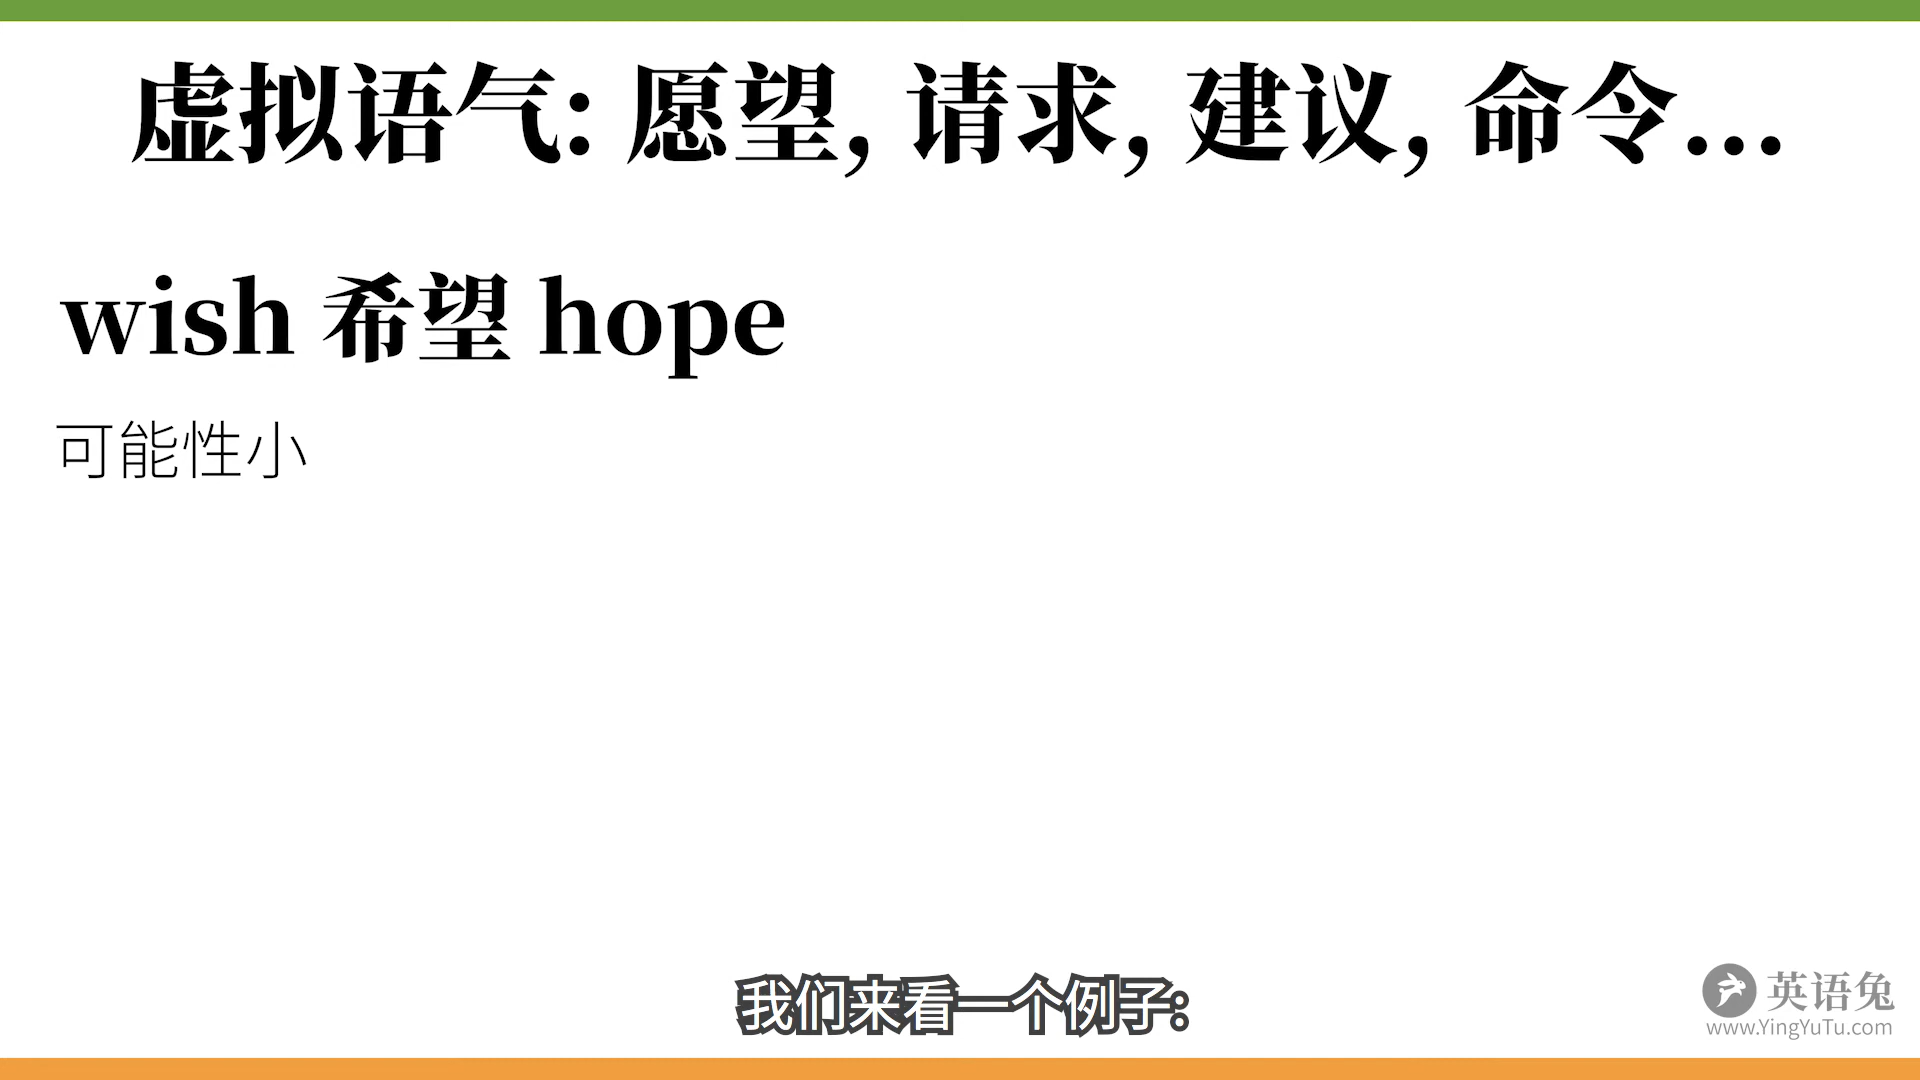 虚拟语气: 愿望, 请求, 建议, 命令...
wish 希望 hope
可能性小
我们来看一个例子:
英语兔
www.YingYuTu.com